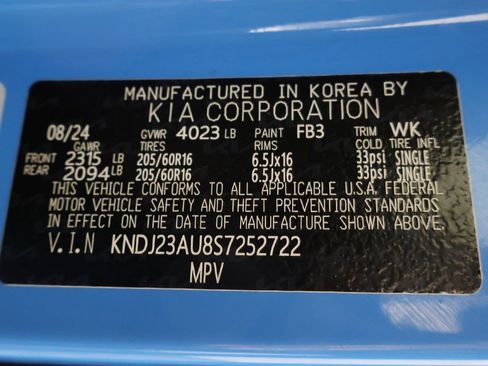 MANUFACTURED IN KOREA BY
KIA CORPORATION
08/24 GVWR 4023 LB PAINT FB3 TRIM WK
GAWR TIRES RIMS COLD TIRE INFL
FRONT 2315 LB 205/60R16 6.5Jx16 33psi SINGLE
REAR 2094 LB 205/60R16 6.5Jx16 33psi SINGLE
THIS VEHICLE CONFORMS TO ALL APPLICABLE U.S.A. FEDERAL
MOTOR VEHICLE SAFETY AND THEFT PREVENTION STANDARDS
IN EFFECT ON THE DATE OF MANUFACTURE SHOWN ABOVE.
V.I.N KNDJ23AU8S7252722
MPV